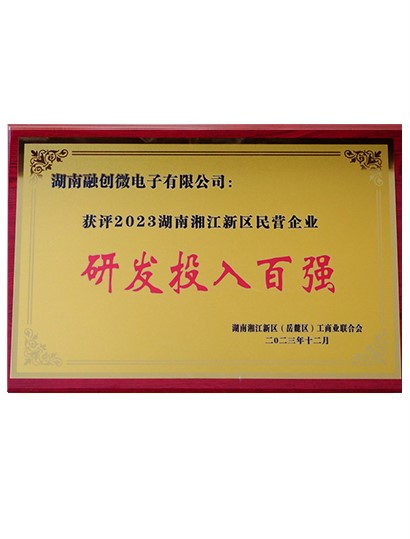 湖南融创微电子有限公司：
获评2023湖南湘江新区民营企业
研发投入百强
湖南湘江新区（岳麓区）工商业联合会
二〇二三年十二月